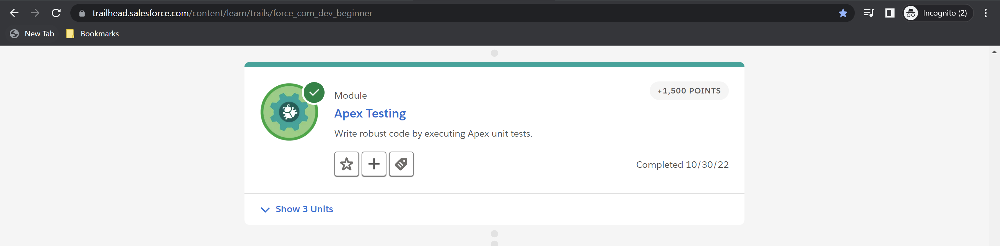 trailhead.salesforce.com/content/learn/trails/force_com_dev_beginner
Incognito (2)
New Tab
Bookmarks
Module
+1,500 POINTS
Apex Testing
Write robust code by executing Apex unit tests.
Completed 10/30/22
Show 3 Units